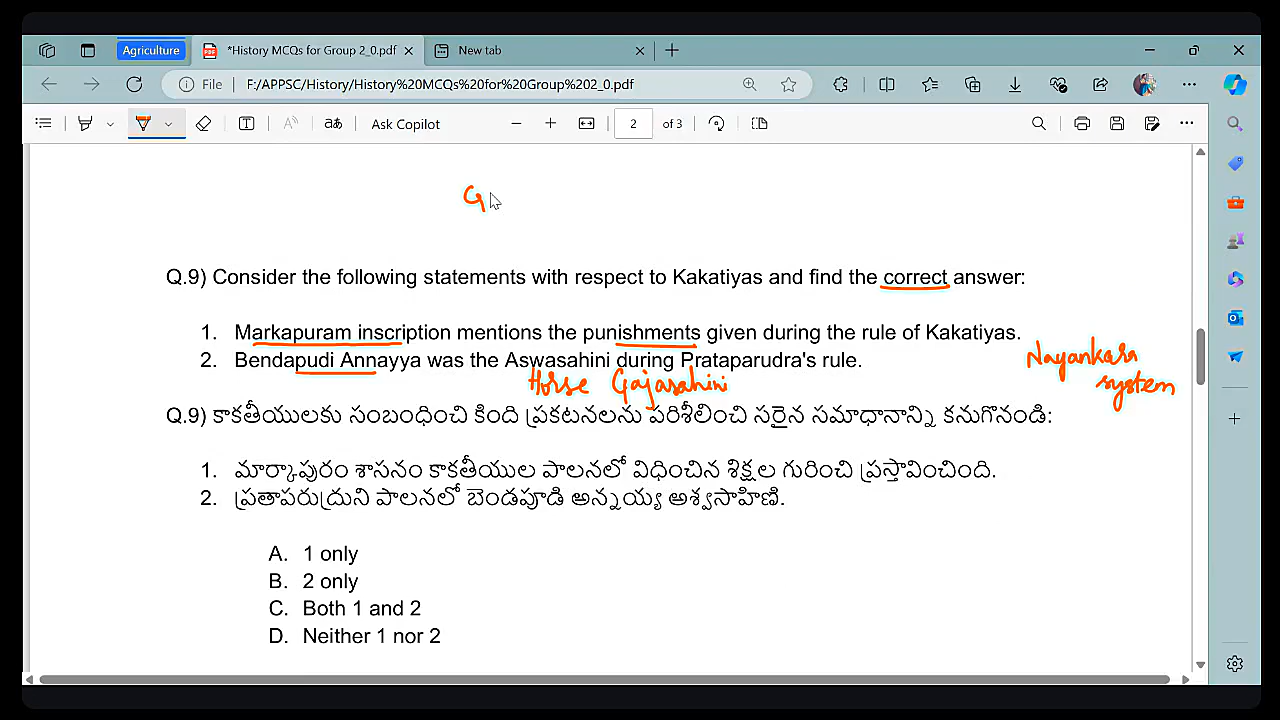 Agriculture
*History MCQs for Group 2_0.pdf
New tab
File
F:/APPSC/History/History%20MCQs%20for%20Group%202_0.pdf
Ask Copilot
2 of 3
G
Q.9) Consider the following statements with respect to Kakatiyas and find the correct answer:
1. Markapuram inscription mentions the punishments given during the rule of Kakatiyas.
2. Bendapudi Annayya was the Aswasahini during Prataparudra's rule.
Nayankara
system
Horse Gajasahini
Q.9) కాకతీయులకు సంబంధించి కింది ప్రకటనలను పరిశీలించి సరైన సమాధానాన్ని కనుగొనండి:
1. మార్కాపురం శాసనం కాకతీయుల పాలనలో విధించిన శిక్షల గురించి ప్రస్తావించింది.
2. ప్రతాపరుద్రుని పాలనలో బెండపూడి అన్నయ్య అశ్వసాహిణి.
A. 1 only
B. 2 only
C. Both 1 and 2
D. Neither 1 nor 2